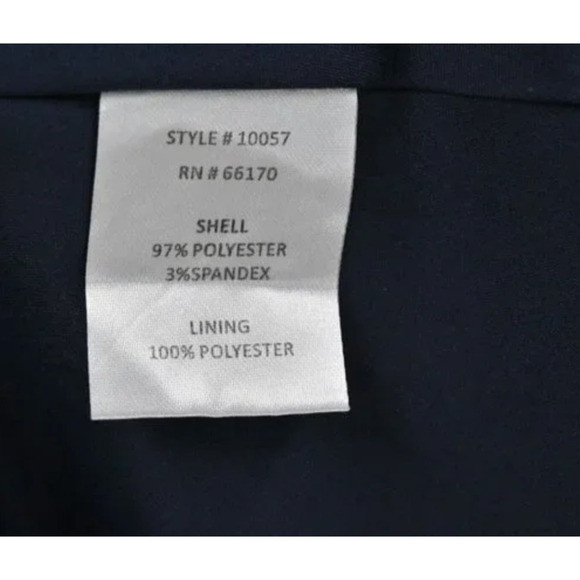 STYLE # 10057
RN # 66170
SHELL
97% POLYESTER
3%SPANDEX
LINING
100% POLYESTER